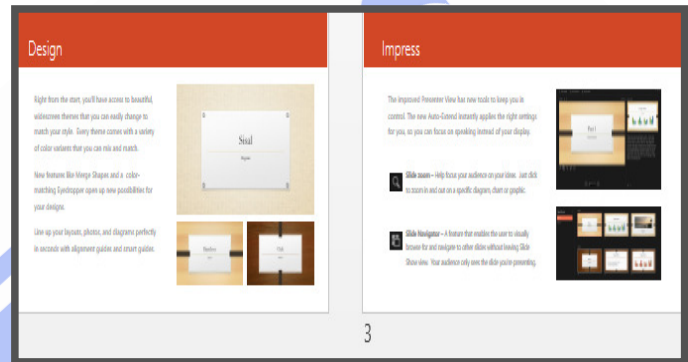 Design
Right from the start, you'll have access to beautiful,
widescreen themes that you can easily change to
match your style. Every theme comes with a variety
of color variants that you can mix and match.
New features like Merge Shapes and a color-
matching Eyedropper open up new possibilities for
your designs.
Line up your layouts, photos, and diagrams perfectly
in seconds with alignment guides and smart guides.
Sisal
Impress
The improved Presenter View has new tools to keep you in
control. The new Auto-Extend instantly applies the right settings
for you, so you can focus on speaking instead of your display.
Slide zoom – Help focus your audience on your ideas. Just click
to zoom in and out on a specific diagram, chart or graphic.
Slide Navigator – A feature that enables the user to visually
browse for and navigate to other slides without leaving Slide
Show view. Your audience only sees the slide you're presenting.
3